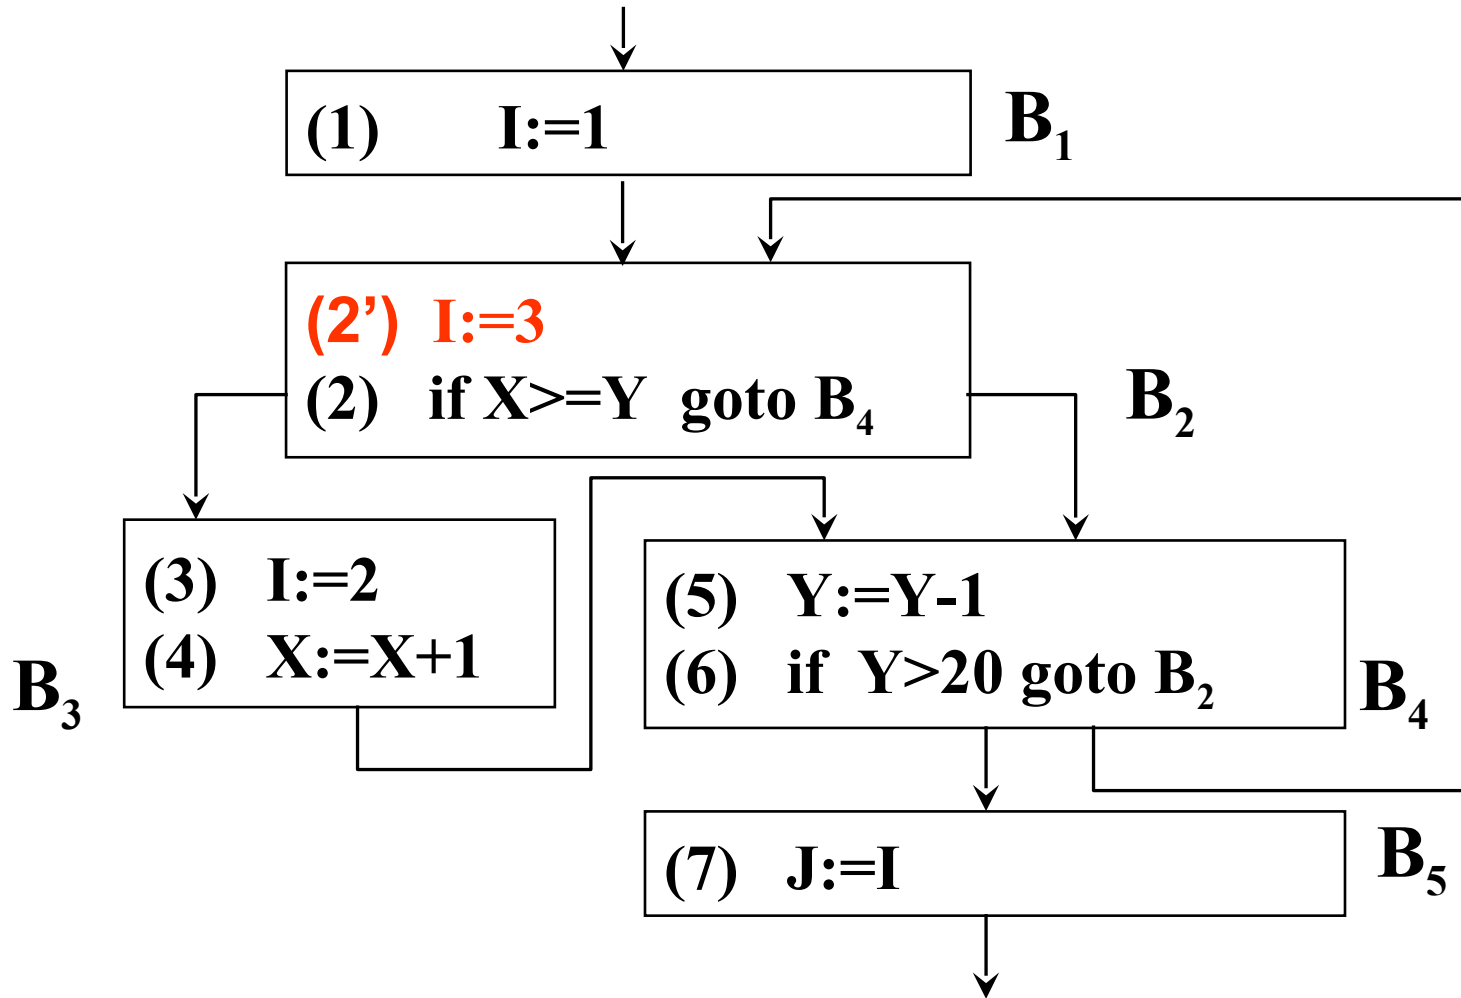 (1) I:=1
B₁
(2’) I:=3
(2) if X>=Y goto B₄
B₂
(3) I:=2
(4) X:=X+1
B₃
(5) Y:=Y-1
(6) if Y>20 goto B₂
B₄
(7) J:=I
B₅